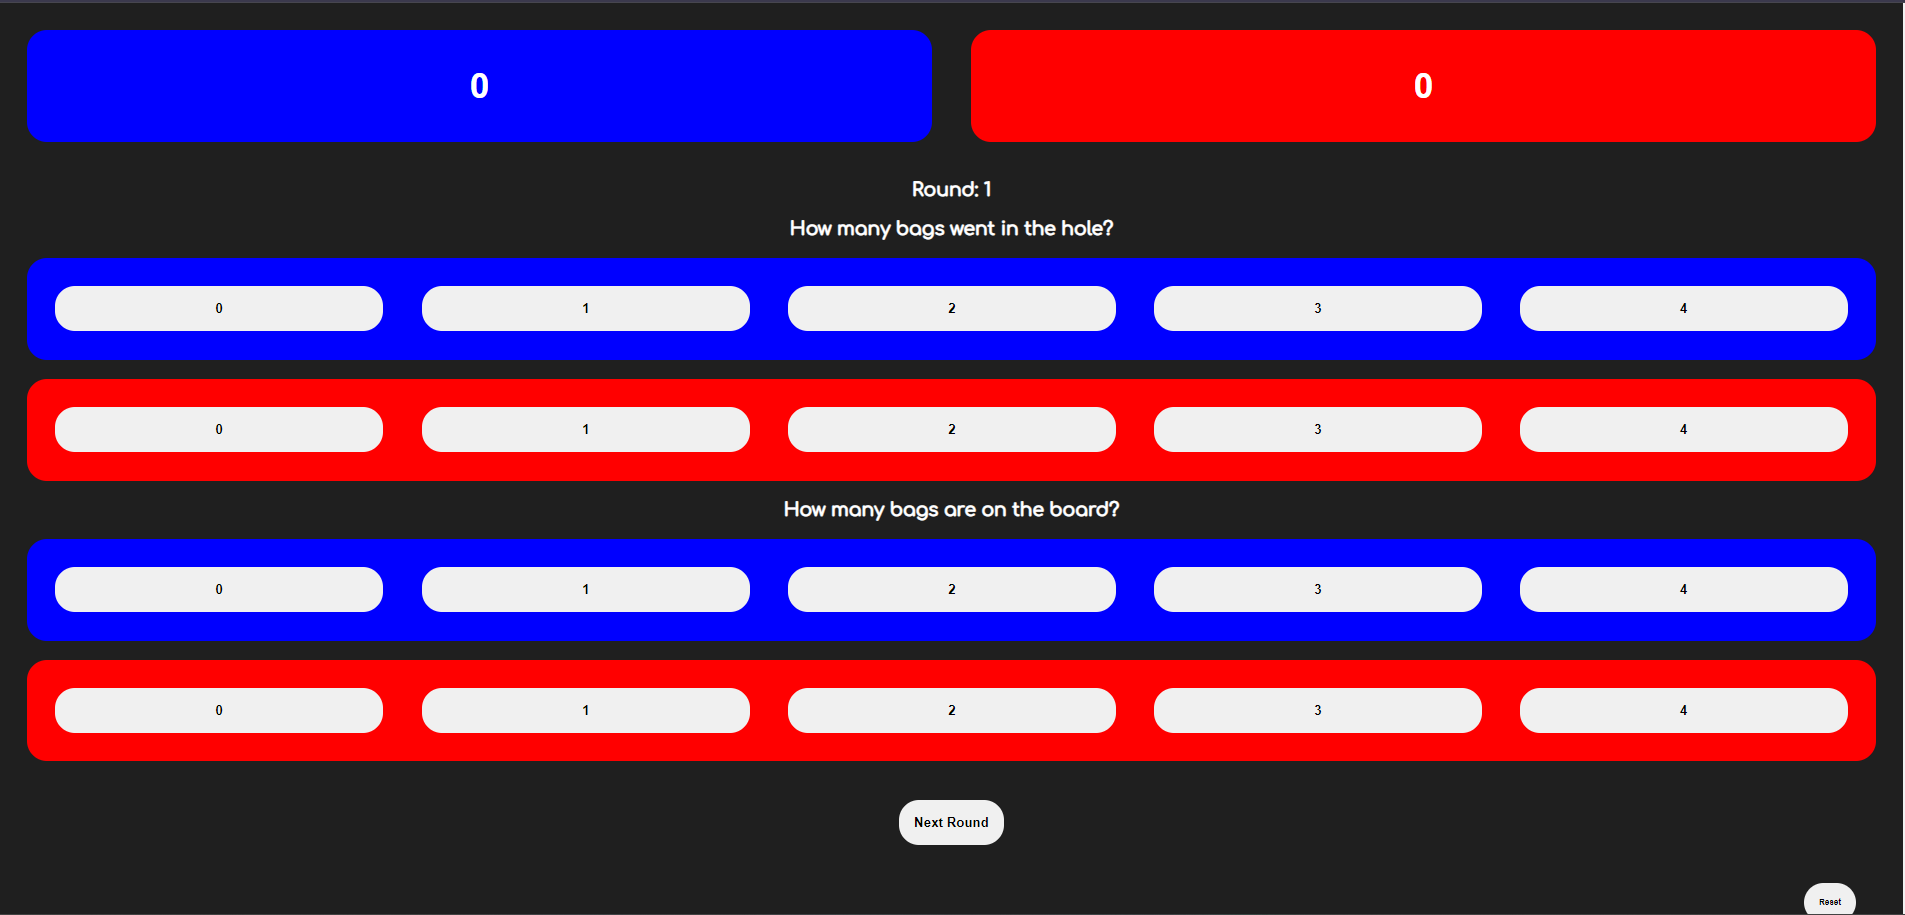 0 0
Round: 1
How many bags went in the hole?
0 1 2 3 4
0 1 2 3 4
How many bags are on the board?
0 1 2 3 4
0 1 2 3 4
Next Round
Reset